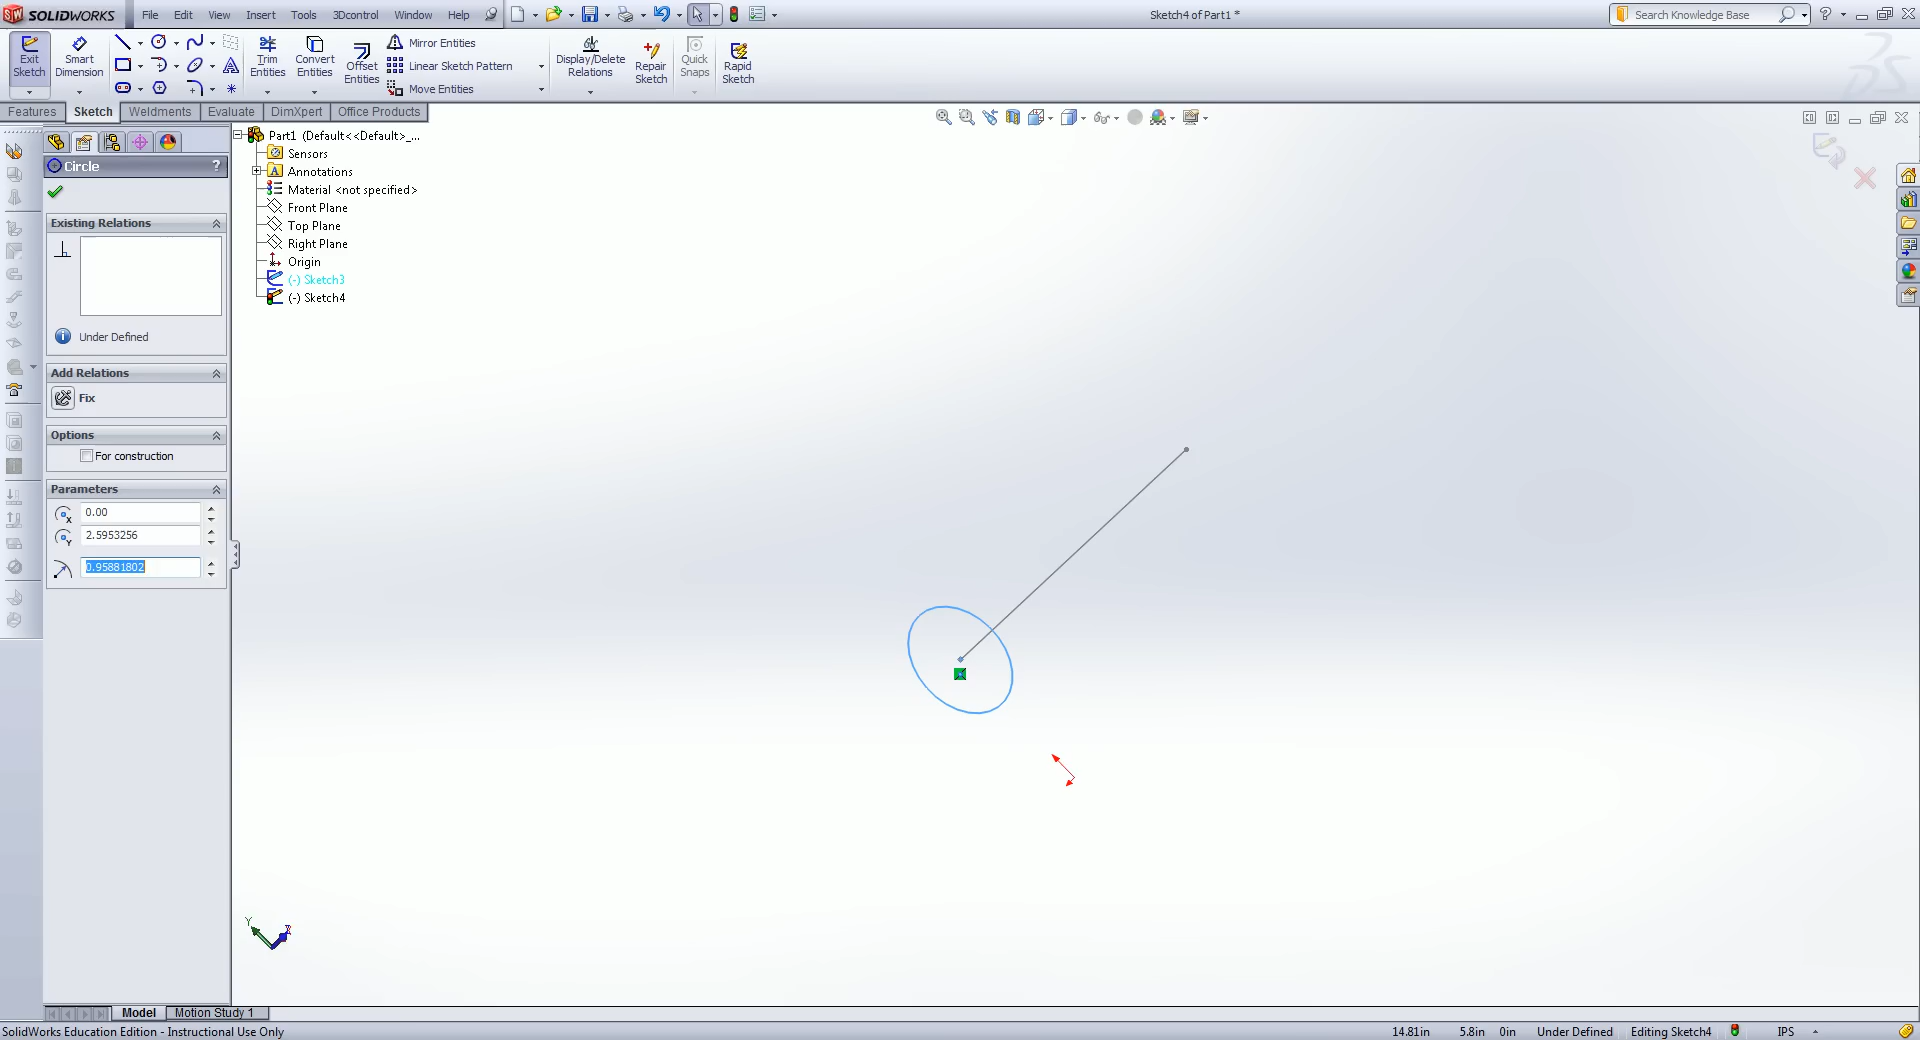 SOLIDWORKS File Edit View Insert Tools 3Dcontrol Window Help Sketch4 of Part1 * Search Knowledge Base
Exit Sketch
Smart Dimension
Trim Entities
Convert Entities
Offset Entities
Mirror Entities
Linear Sketch Pattern
Move Entities
Display/Delete Relations
Repair Sketch
Quick Snaps
Rapid Sketch
Features Sketch Weldments Evaluate DimXpert Office Products
Circle ?
Existing Relations
Under Defined
Add Relations
Fix
Options
For construction
Parameters
0.00
2.5953256
0.95881802
Part1 (Default<<Default>_...
Sensors
Annotations
Material <not specified>
Front Plane
Top Plane
Right Plane
Origin
(-) Sketch3
(-) Sketch4
Y
Model Motion Study 1
SolidWorks Education Edition - Instructional Use Only 14.81in 5.8in 0in Under Defined Editing Sketch4 IPS